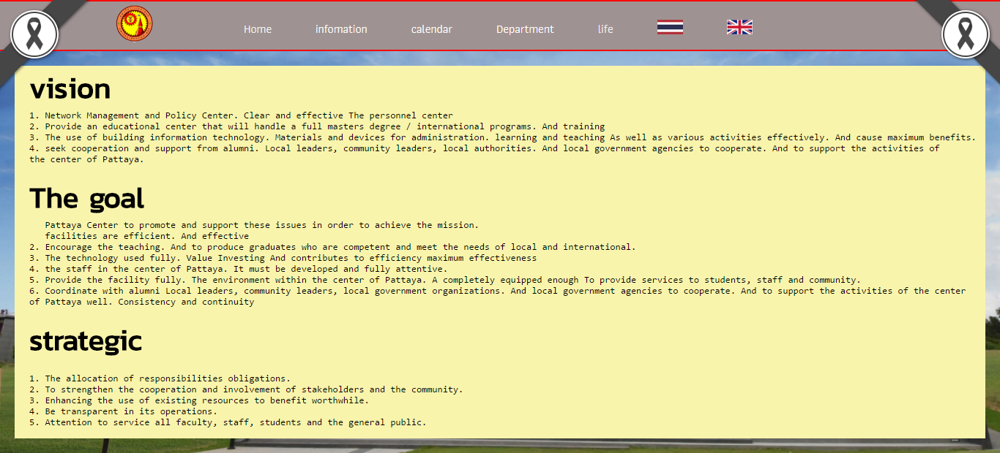 Home infomation calendar Department life
vision
1. Network Management and Policy Center. Clear and effective The personnel center
2. Provide an educational center that will handle a full masters degree / international programs. And training
3. The use of building information technology. Materials and devices for administration. learning and teaching As well as various activities effectively. And cause maximum benefits.
4. seek cooperation and support from alumni. Local leaders, community leaders, local authorities. And local government agencies to cooperate. And to support the activities of
the center of Pattaya.
The goal
Pattaya Center to promote and support these issues in order to achieve the mission.
facilities are efficient. And effective
2. Encourage the teaching. And to produce graduates who are competent and meet the needs of local and international.
3. The technology used fully. Value Investing And contributes to efficiency maximum effectiveness
4. the staff in the center of Pattaya. It must be developed and fully attentive.
5. Provide the facility fully. The environment within the center of Pattaya. A completely equipped enough To provide services to students, staff and community.
6. Coordinate with alumni Local leaders, community leaders, local government organizations. And local government agencies to cooperate. And to support the activities of the center
of Pattaya well. Consistency and continuity
strategic
1. The allocation of responsibilities obligations.
2. To strengthen the cooperation and involvement of stakeholders and the community.
3. Enhancing the use of existing resources to benefit worthwhile.
4. Be transparent in its operations.
5. Attention to service all faculty, staff, students and the general public.